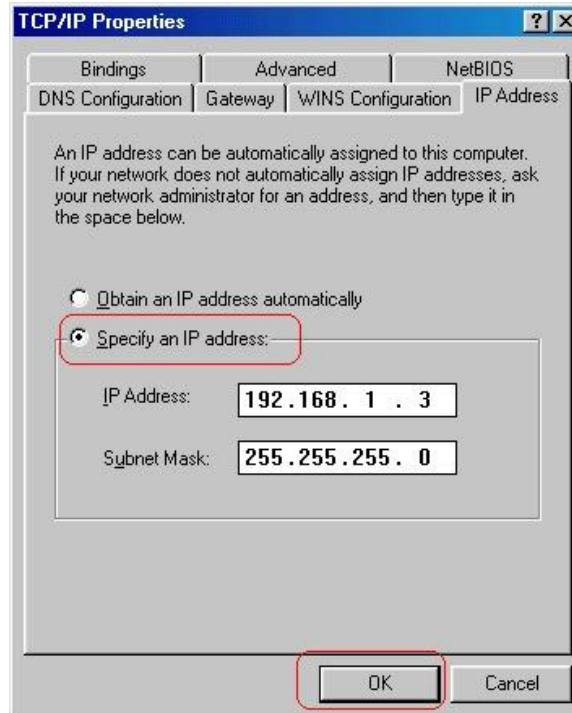 TCP/IP Properties
? X
Bindings Advanced NetBIOS
DNS Configuration Gateway WINS Configuration IP Address
An IP address can be automatically assigned to this computer.
If your network does not automatically assign IP addresses, ask
your network administrator for an address, and then type it in
the space below.
Obtain an IP address automatically
Specify an IP address:
IP Address: 192.168. 1 . 3
Subnet Mask: 255.255.255. 0
OK Cancel